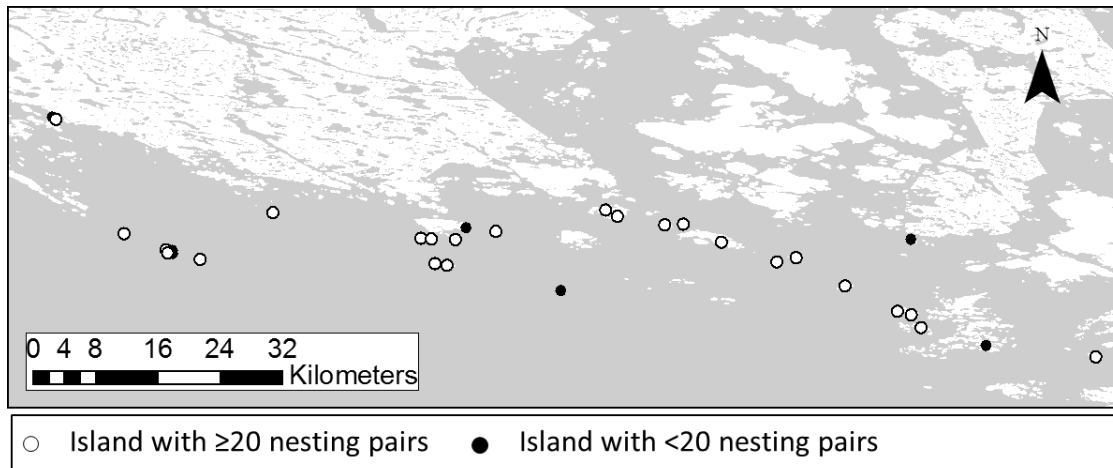 N
0 4 8 16 24 32
Kilometers
○ Island with ≥20 nesting pairs ● Island with <20 nesting pairs